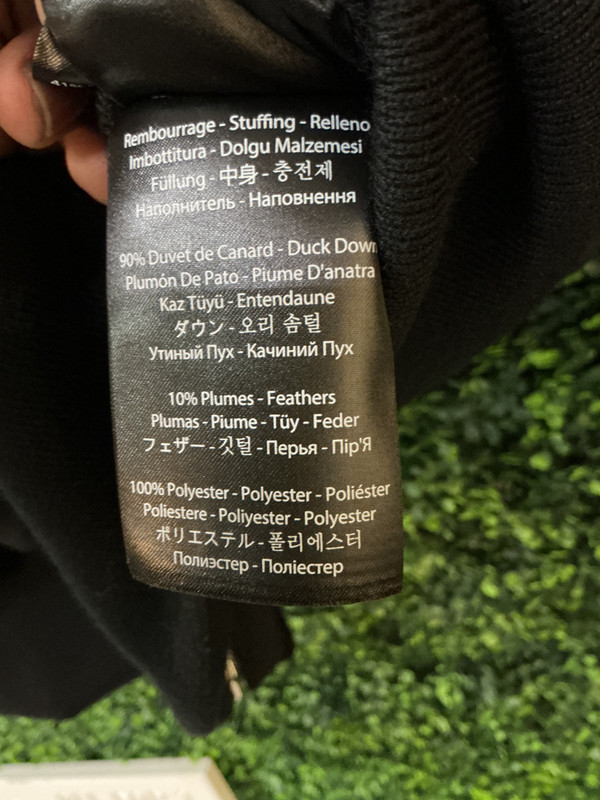 Rembourrage - Stuffing - Relleno
Imbottitura - Dolgu Malzemesi
Füllung - 中身 - 충전제
Наполнитель - Наповнення
90% Duvet de Canard - Duck Down
Plumón De Pato - Piume D'anatra
Kaz Tüyü - Entendaune
ダウン - 오리 솜털
Утиный Пух - Качиний Пух
10% Plumes - Feathers
Plumas - Piume - Tüy - Feder
フェザー - 깃털 - Перья - Пір'Я
100% Polyester - Polyester - Poliéster
Poliestere - Poliyester - Polyester
ポリエステル - 폴리에스터
Полиэстер - Поліестер